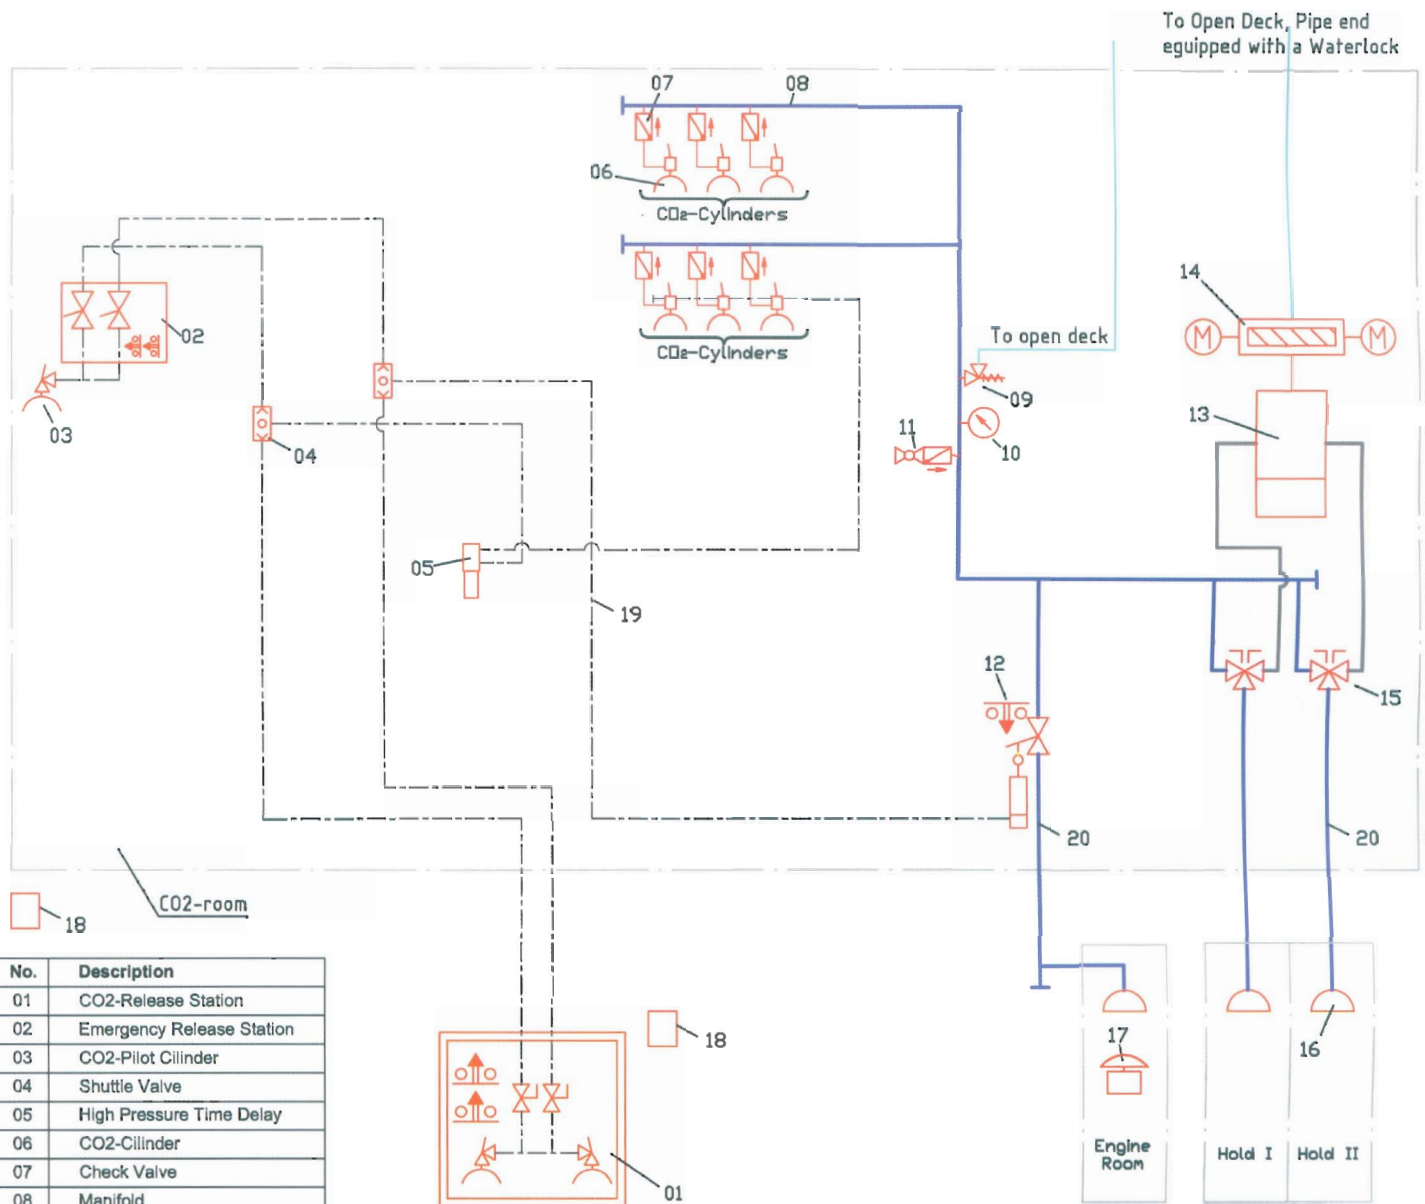 To Open Deck, Pipe end
eguipped with a Waterlock
07
08
06
CO2-Cylinders
CO2-Cylinders
02
03
04
05
19
To open deck
09
10
11
14
M
M
13
12
15
20
20
CO2-room
18
18
17
16
Engine
Room
Hold I
Hold II
01
No. Description
01 CO2-Release Station
02 Emergency Release Station
03 CO2-Pilot Cilinder
04 Shuttle Valve
05 High Pressure Time Delay
06 CO2-Cilinder
07 Check Valve
08 Manifold